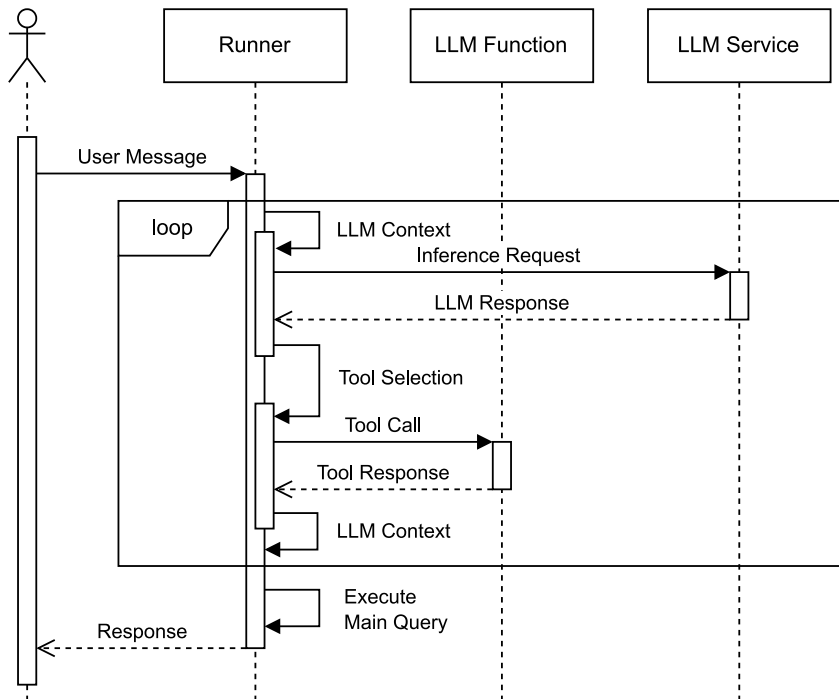 Runner
LLM Function
LLM Service
User Message
loop
LLM Context
Inference Request
LLM Response
Tool Selection
Tool Call
Tool Response
LLM Context
Execute
Main Query
Response